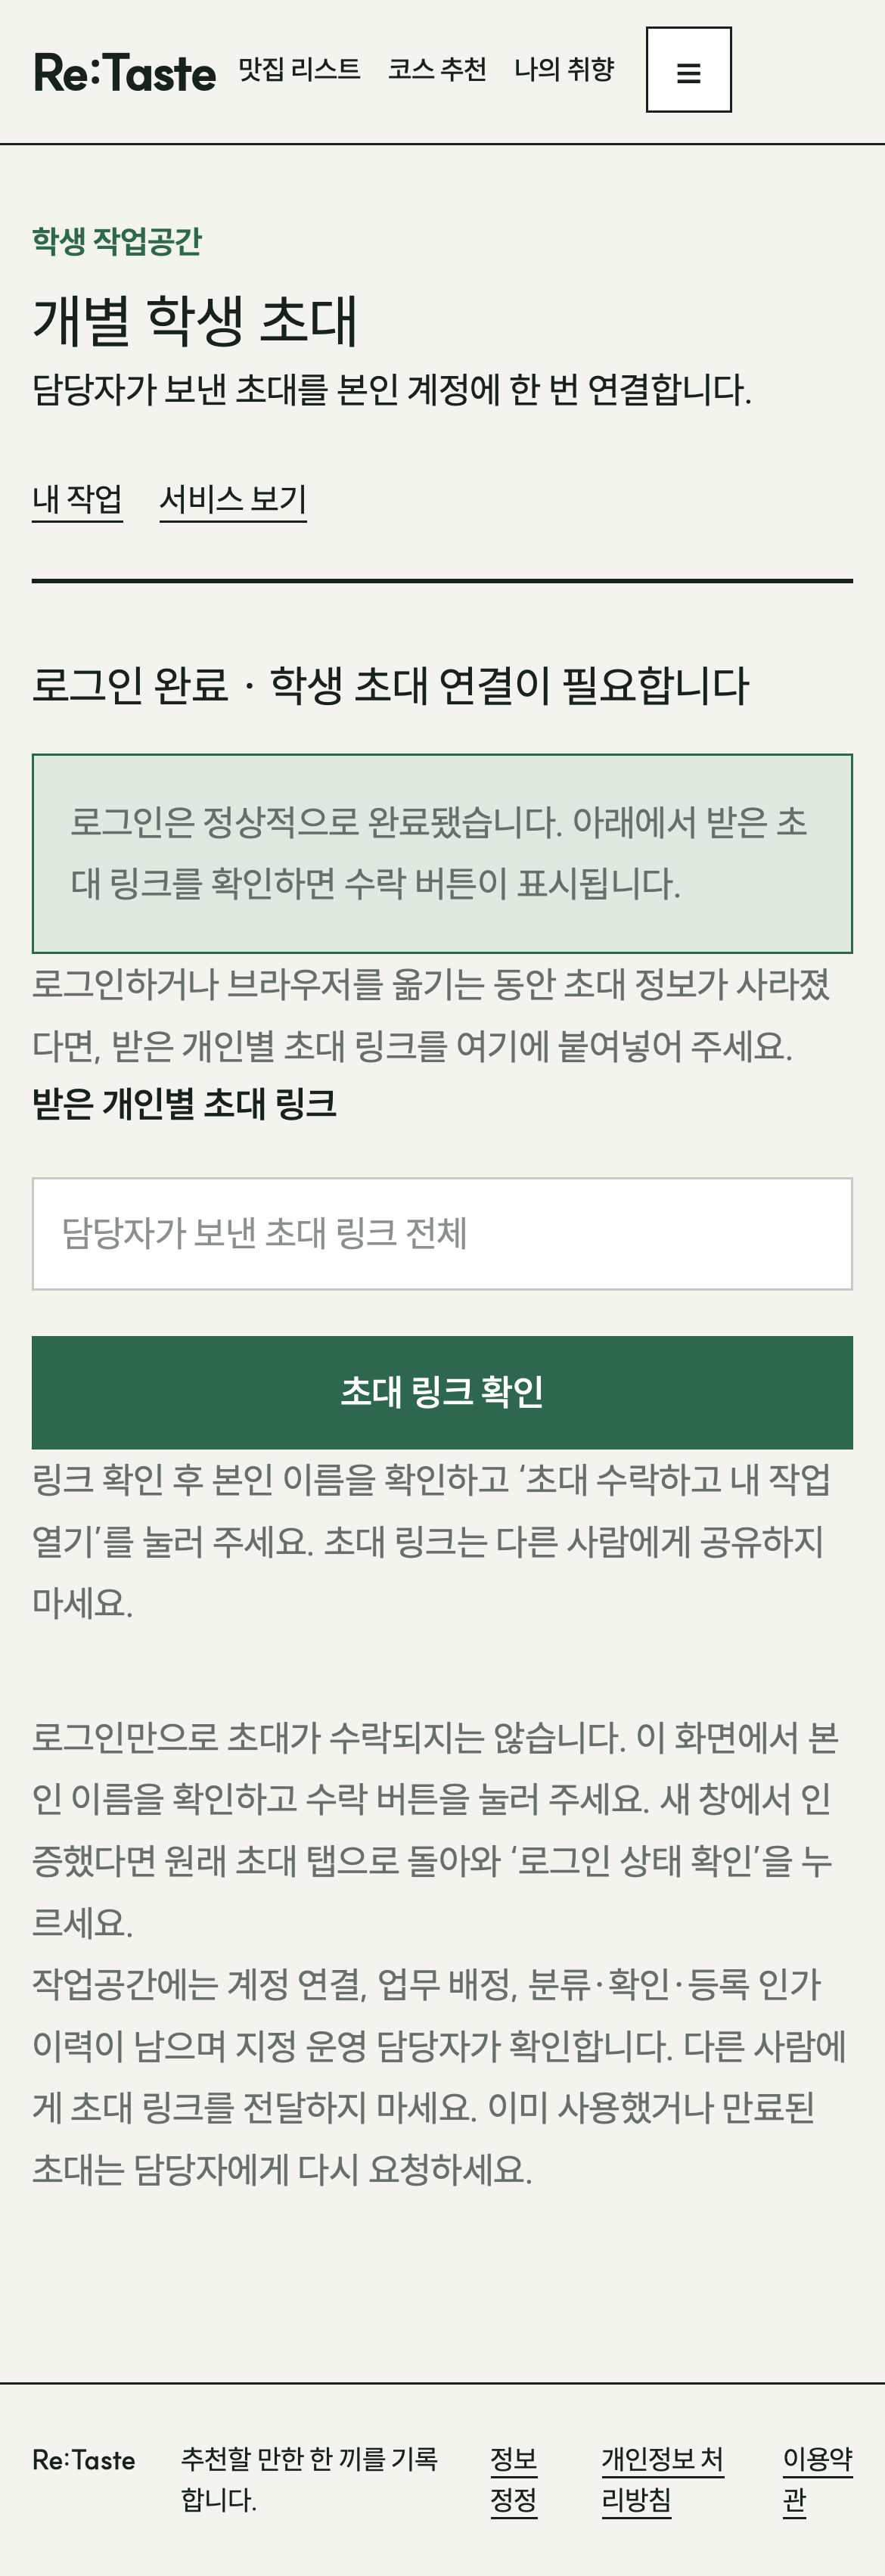 Re:Taste 맛집 리스트 코스 추천 나의 취향
학생 작업공간
개별 학생 초대
담당자가 보낸 초대를 본인 계정에 한 번 연결합니다.
내 작업 서비스 보기
로그인 완료 · 학생 초대 연결이 필요합니다
로그인은 정상적으로 완료됐습니다. 아래에서 받은 초
대 링크를 확인하면 수락 버튼이 표시됩니다.
로그인하거나 브라우저를 옮기는 동안 초대 정보가 사라졌
다면, 받은 개인별 초대 링크를 여기에 붙여넣어 주세요.
받은 개인별 초대 링크
담당자가 보낸 초대 링크 전체
초대 링크 확인
링크 확인 후 본인 이름을 확인하고 ‘초대 수락하고 내 작업
열기’를 눌러 주세요. 초대 링크는 다른 사람에게 공유하지
마세요.
로그인만으로 초대가 수락되지는 않습니다. 이 화면에서 본
인 이름을 확인하고 수락 버튼을 눌러 주세요. 새 창에서 인
증했다면 원래 초대 탭으로 돌아와 ‘로그인 상태 확인’을 누
르세요.
작업공간에는 계정 연결, 업무 배정, 분류·확인·등록 인가
이력이 남으며 지정 운영 담당자가 확인합니다. 다른 사람에
게 초대 링크를 전달하지 마세요. 이미 사용했거나 만료된
초대는 담당자에게 다시 요청하세요.
Re:Taste 추천할 만한 한 끼를 기록 정보 개인정보 처 이용약
합니다. 정정 리방침 관